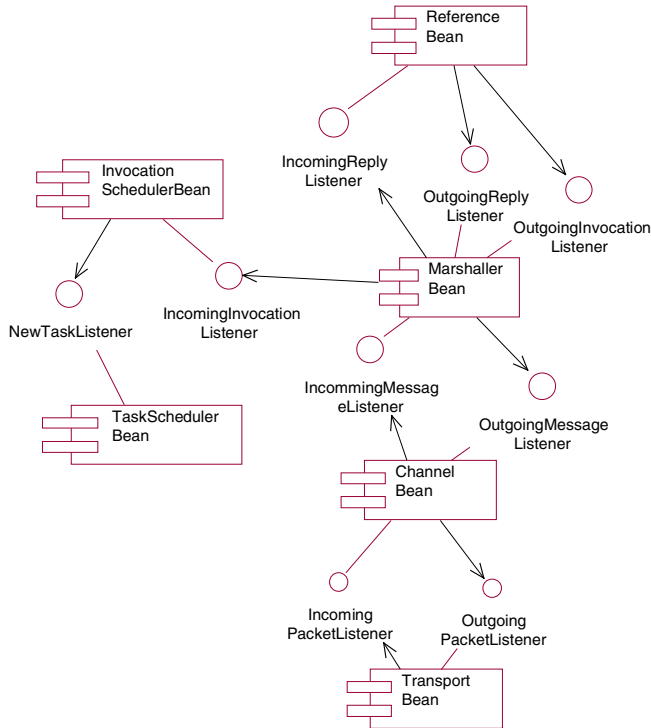 Reference
Bean
IncomingReply
Listener
Invocation
SchedulerBean
OutgoingReply
Listener
OutgoingInvocation
Listener
Marshaller
Bean
IncomingInvocation
Listener
NewTaskListener
IncommingMessag
eListener
TaskScheduler
Bean
OutgoingMessage
Listener
Channel
Bean
Incoming
PacketListener
Outgoing
PacketListener
Transport
Bean